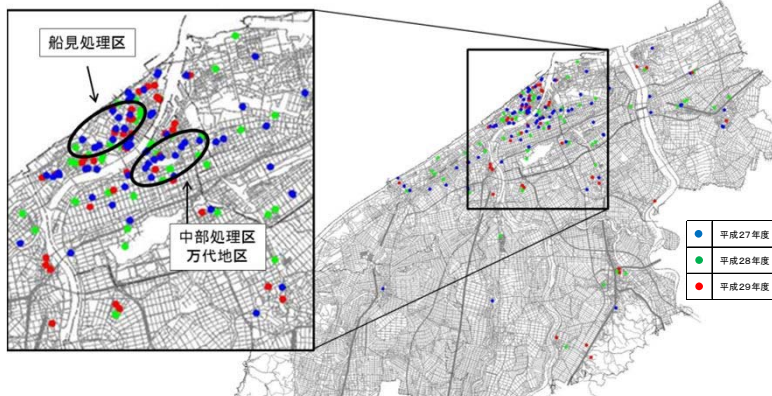 船見処理区
中部処理区
万代地区
平成27年度
平成28年度
平成29年度